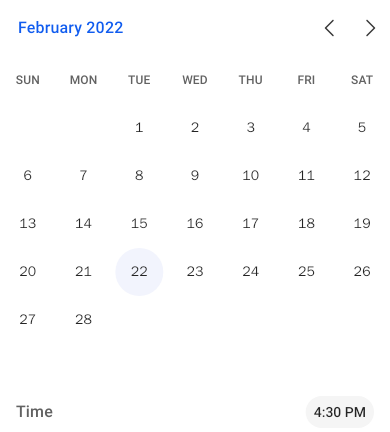 February 2022
SUN MON TUE WED THU FRI SAT
1 2 3 4 5
6 7 8 9 10 11 12
13 14 15 16 17 18 19
20 21 22 23 24 25 26
27 28
Time 4:30 PM